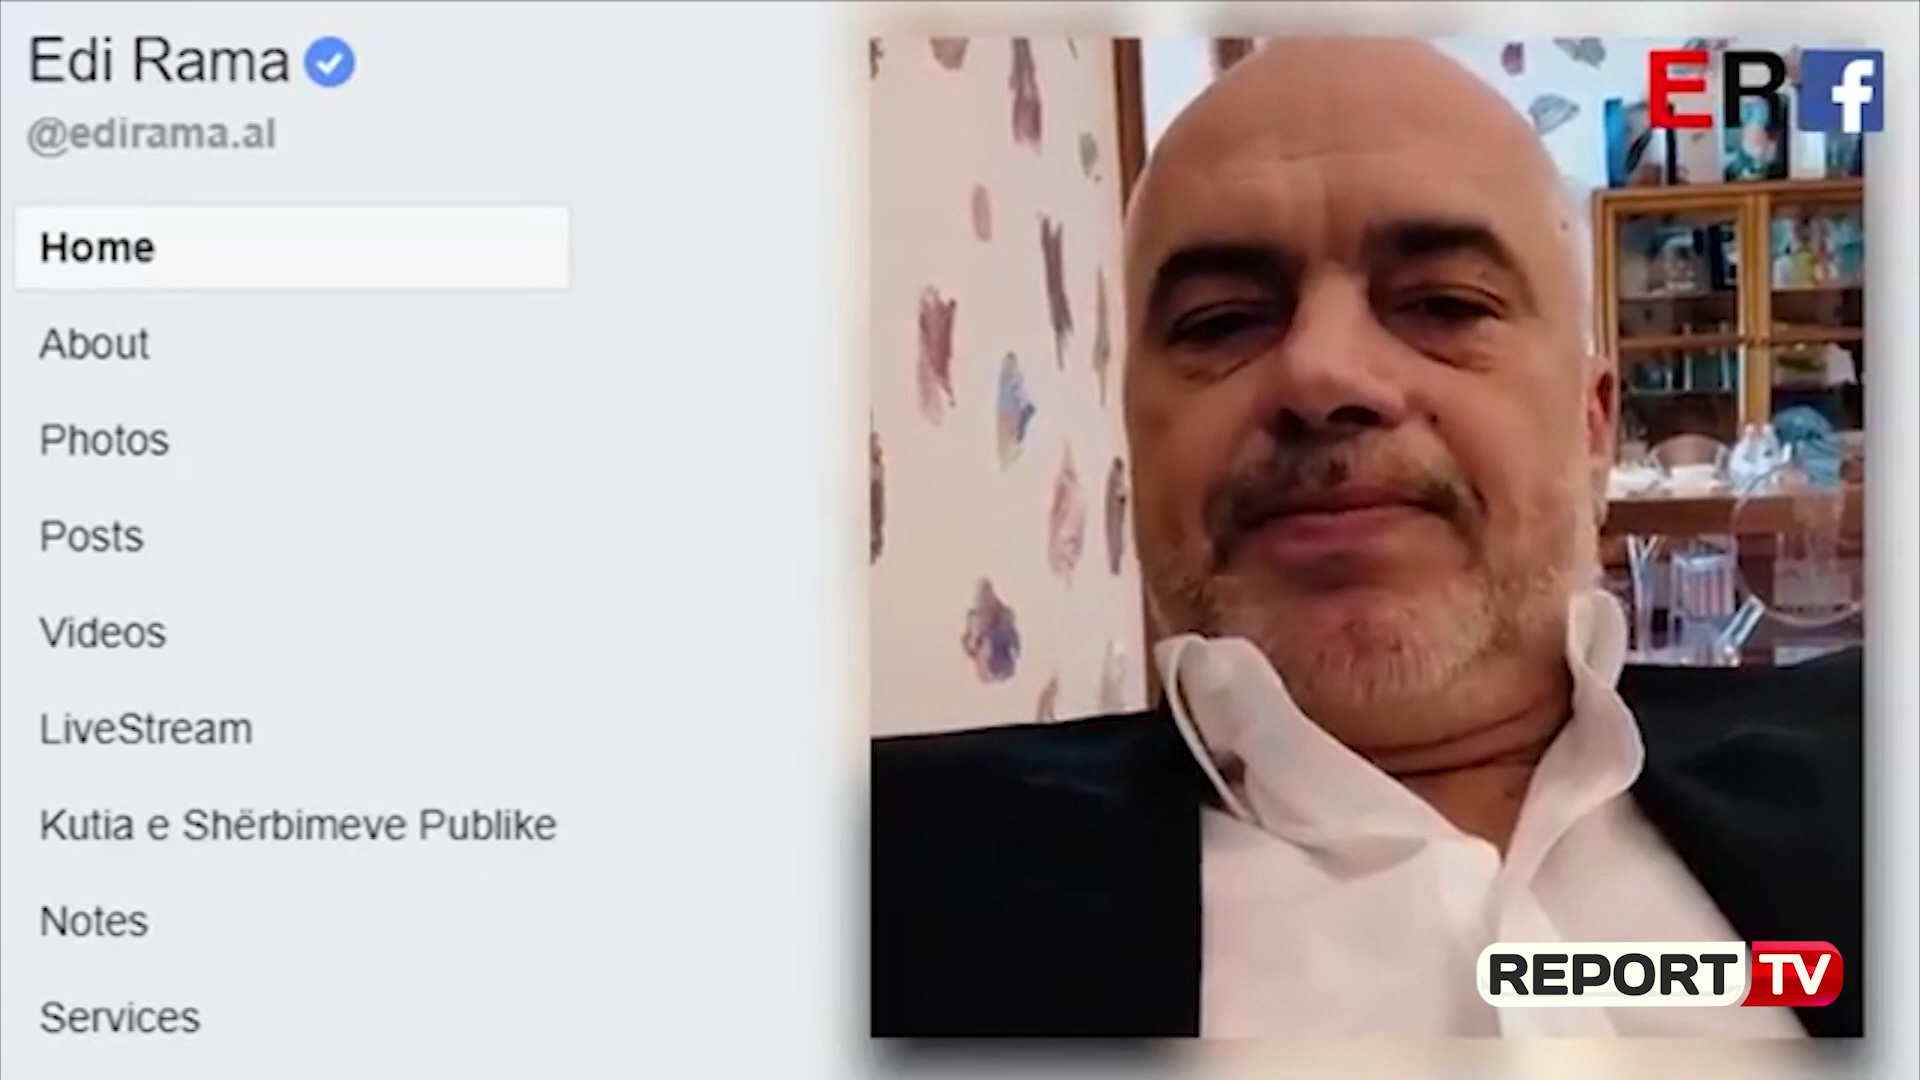 Edi Rama
@edirama.al
Home
About
Photos
Posts
Videos
LiveStream
Kutia e Shërbimeve Publike
Notes
Services
ER f
REPORT TV